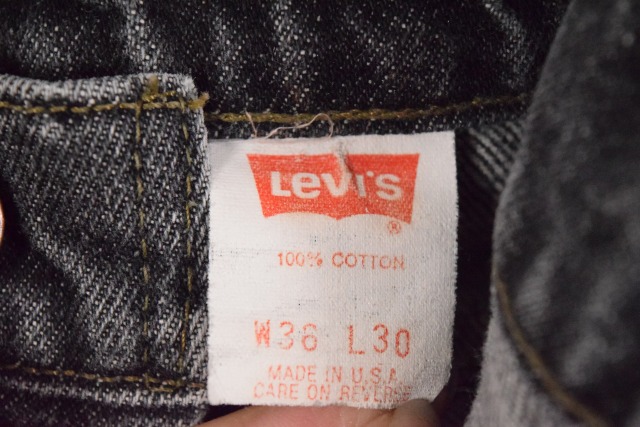 Levi's
®
100% COTTON
W36 L30
MADE IN U.S.A.
CARE ON REVERSE